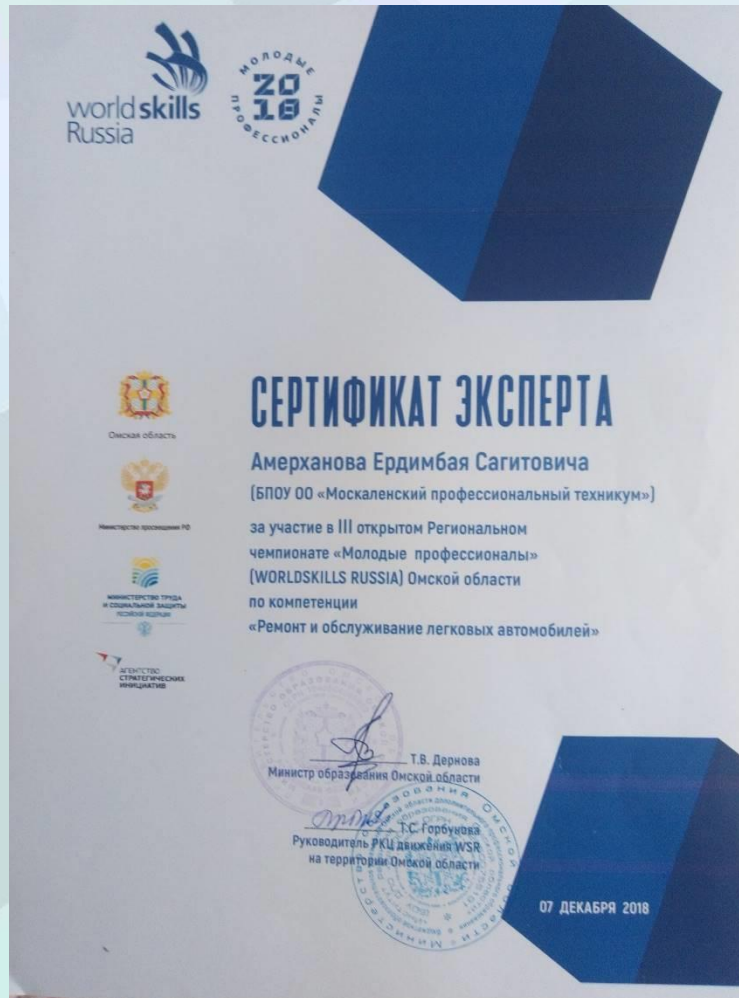 worldskills
Russia
МОЛОДЫЕ
2018
ПРОФЕССИОНАЛЫ
Омская область
Министерство просвещения РФ
МИНИСТЕРСТВО ТРУДА
И СОЦИАЛЬНОЙ ЗАЩИТЫ
РОССИЙСКОЙ ФЕДЕРАЦИИ
АГЕНТСТВО
СТРАТЕГИЧЕСКИХ
ИНИЦИАТИВ
СЕРТИФИКАТ ЭКСПЕРТА
Амерханова Ердимбая Сагитовича
(БПОУ ОО «Москаленский профессиональный техникум»)
за участие в III открытом Региональном
чемпионате «Молодые профессионалы»
(WORLDSKILLS RUSSIA) Омской области
по компетенции
«Ремонт и обслуживание легковых автомобилей»
Т.В. Дернова
Министр образования Омской области
Т.С. Горбунова
Руководитель РКЦ движения WSR
на территории Омской области
07 ДЕКАБРЯ 2018